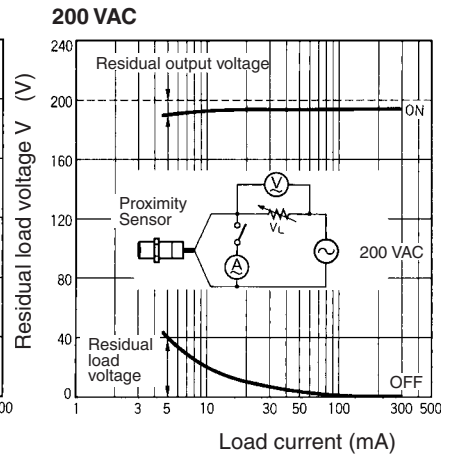 200 VAC
Residual load voltage V (V)
240
200
160
120
80
40
0
Residual output voltage
ON
Proximity
Sensor
V
VL
A
200 VAC
Residual
load
voltage
OFF
00
1 3 5 10 30 50 100 300 500
Load current (mA)